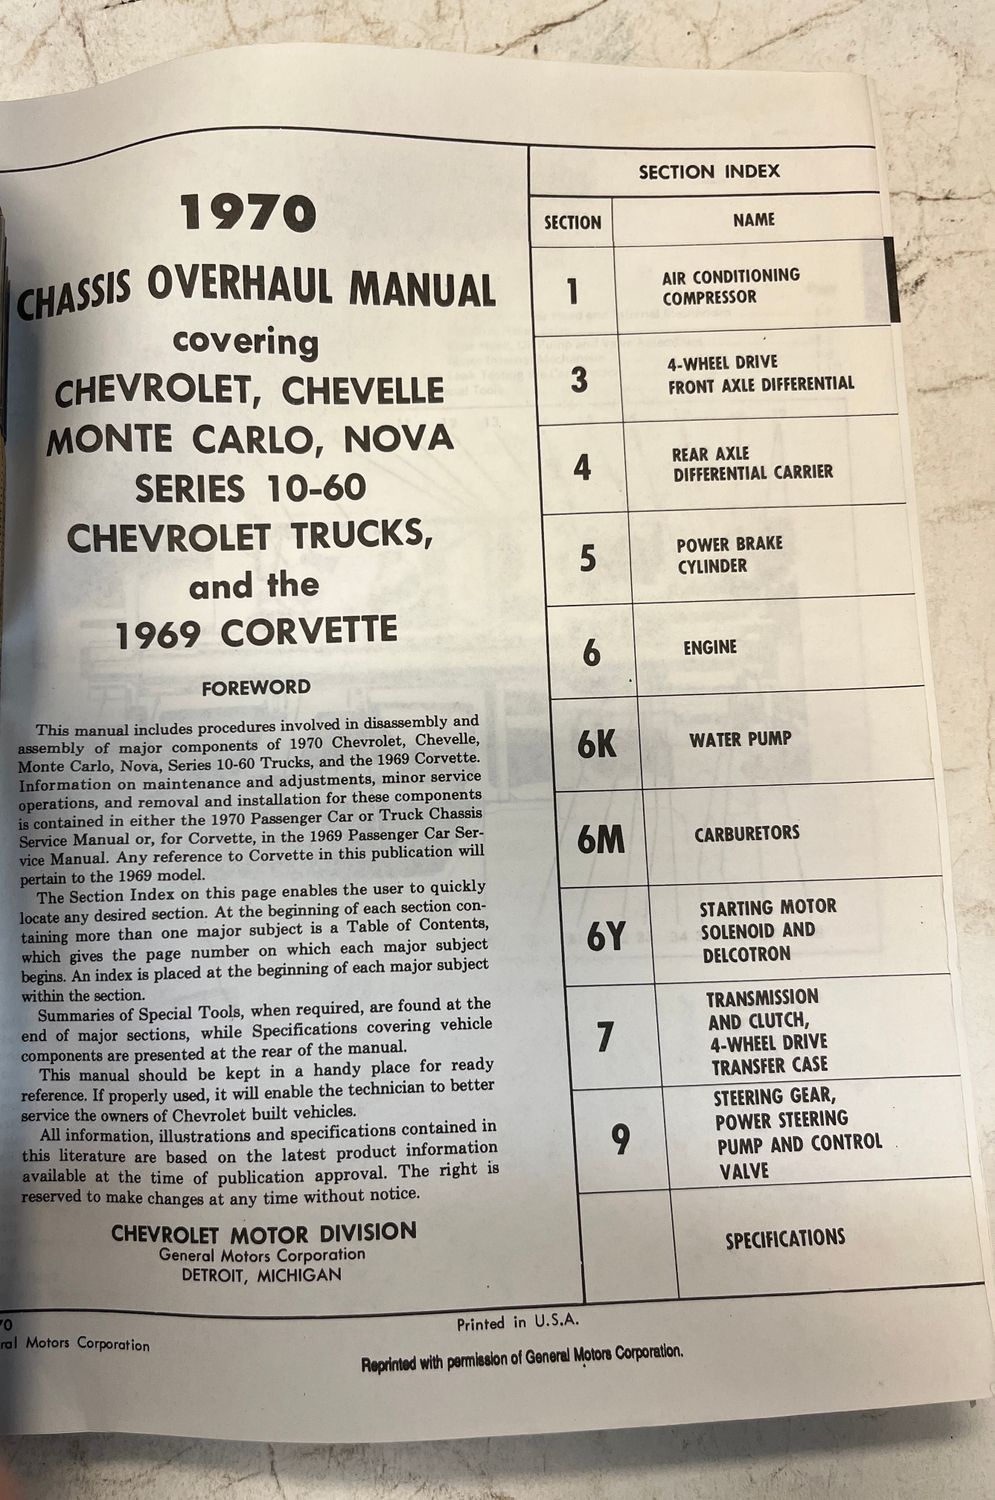 1970
CHASSIS OVERHAUL MANUAL
covering
CHEVROLET, CHEVELLE
MONTE CARLO, NOVA
SERIES 10-60
CHEVROLET TRUCKS,
and the
1969 CORVETTE
FOREWORD
This manual includes procedures involved in disassembly and
assembly of major components of 1970 Chevrolet, Chevelle,
Monte Carlo, Nova, Series 10-60 Trucks, and the 1969 Corvette.
Information on maintenance and adjustments, minor service
operations, and removal and installation for these components
is contained in either the 1970 Passenger Car or Truck Chassis
Service Manual or, for Corvette, in the 1969 Passenger Car Ser-
vice Manual. Any reference to Corvette in this publication will
pertain to the 1969 model.
The Section Index on this page enables the user to quickly
locate any desired section. At the beginning of each section con-
taining more than one major subject is a Table of Contents,
which gives the page number on which each major subject
begins. An index is placed at the beginning of each major subject
within the section.
Summaries of Special Tools, when required, are found at the
end of major sections, while Specifications covering vehicle
components are presented at the rear of the manual.
This manual should be kept in a handy place for ready
reference. If properly used, it will enable the technician to better
service the owners of Chevrolet built vehicles.
All information, illustrations and specifications contained in
this literature are based on the latest product information
available at the time of publication approval. The right is
reserved to make changes at any time without notice.
CHEVROLET MOTOR DIVISION
General Motors Corporation
DETROIT, MICHIGAN
SECTION INDEX
SECTION NAME
1 AIR CONDITIONING
COMPRESSOR
3 4-WHEEL DRIVE
FRONT AXLE DIFFERENTIAL
4 REAR AXLE
DIFFERENTIAL CARRIER
5 POWER BRAKE
CYLINDER
6 ENGINE
6K WATER PUMP
6M CARBURETORS
6Y STARTING MOTOR
SOLENOID AND
DELCOTRON
7 TRANSMISSION
AND CLUTCH,
4-WHEEL DRIVE
TRANSFER CASE
9 STEERING GEAR,
POWER STEERING
PUMP AND CONTROL
VALVE
SPECIFICATIONS
Motors Corporation
Printed in U.S.A.
Reprinted with permission of General Motors Corporation.